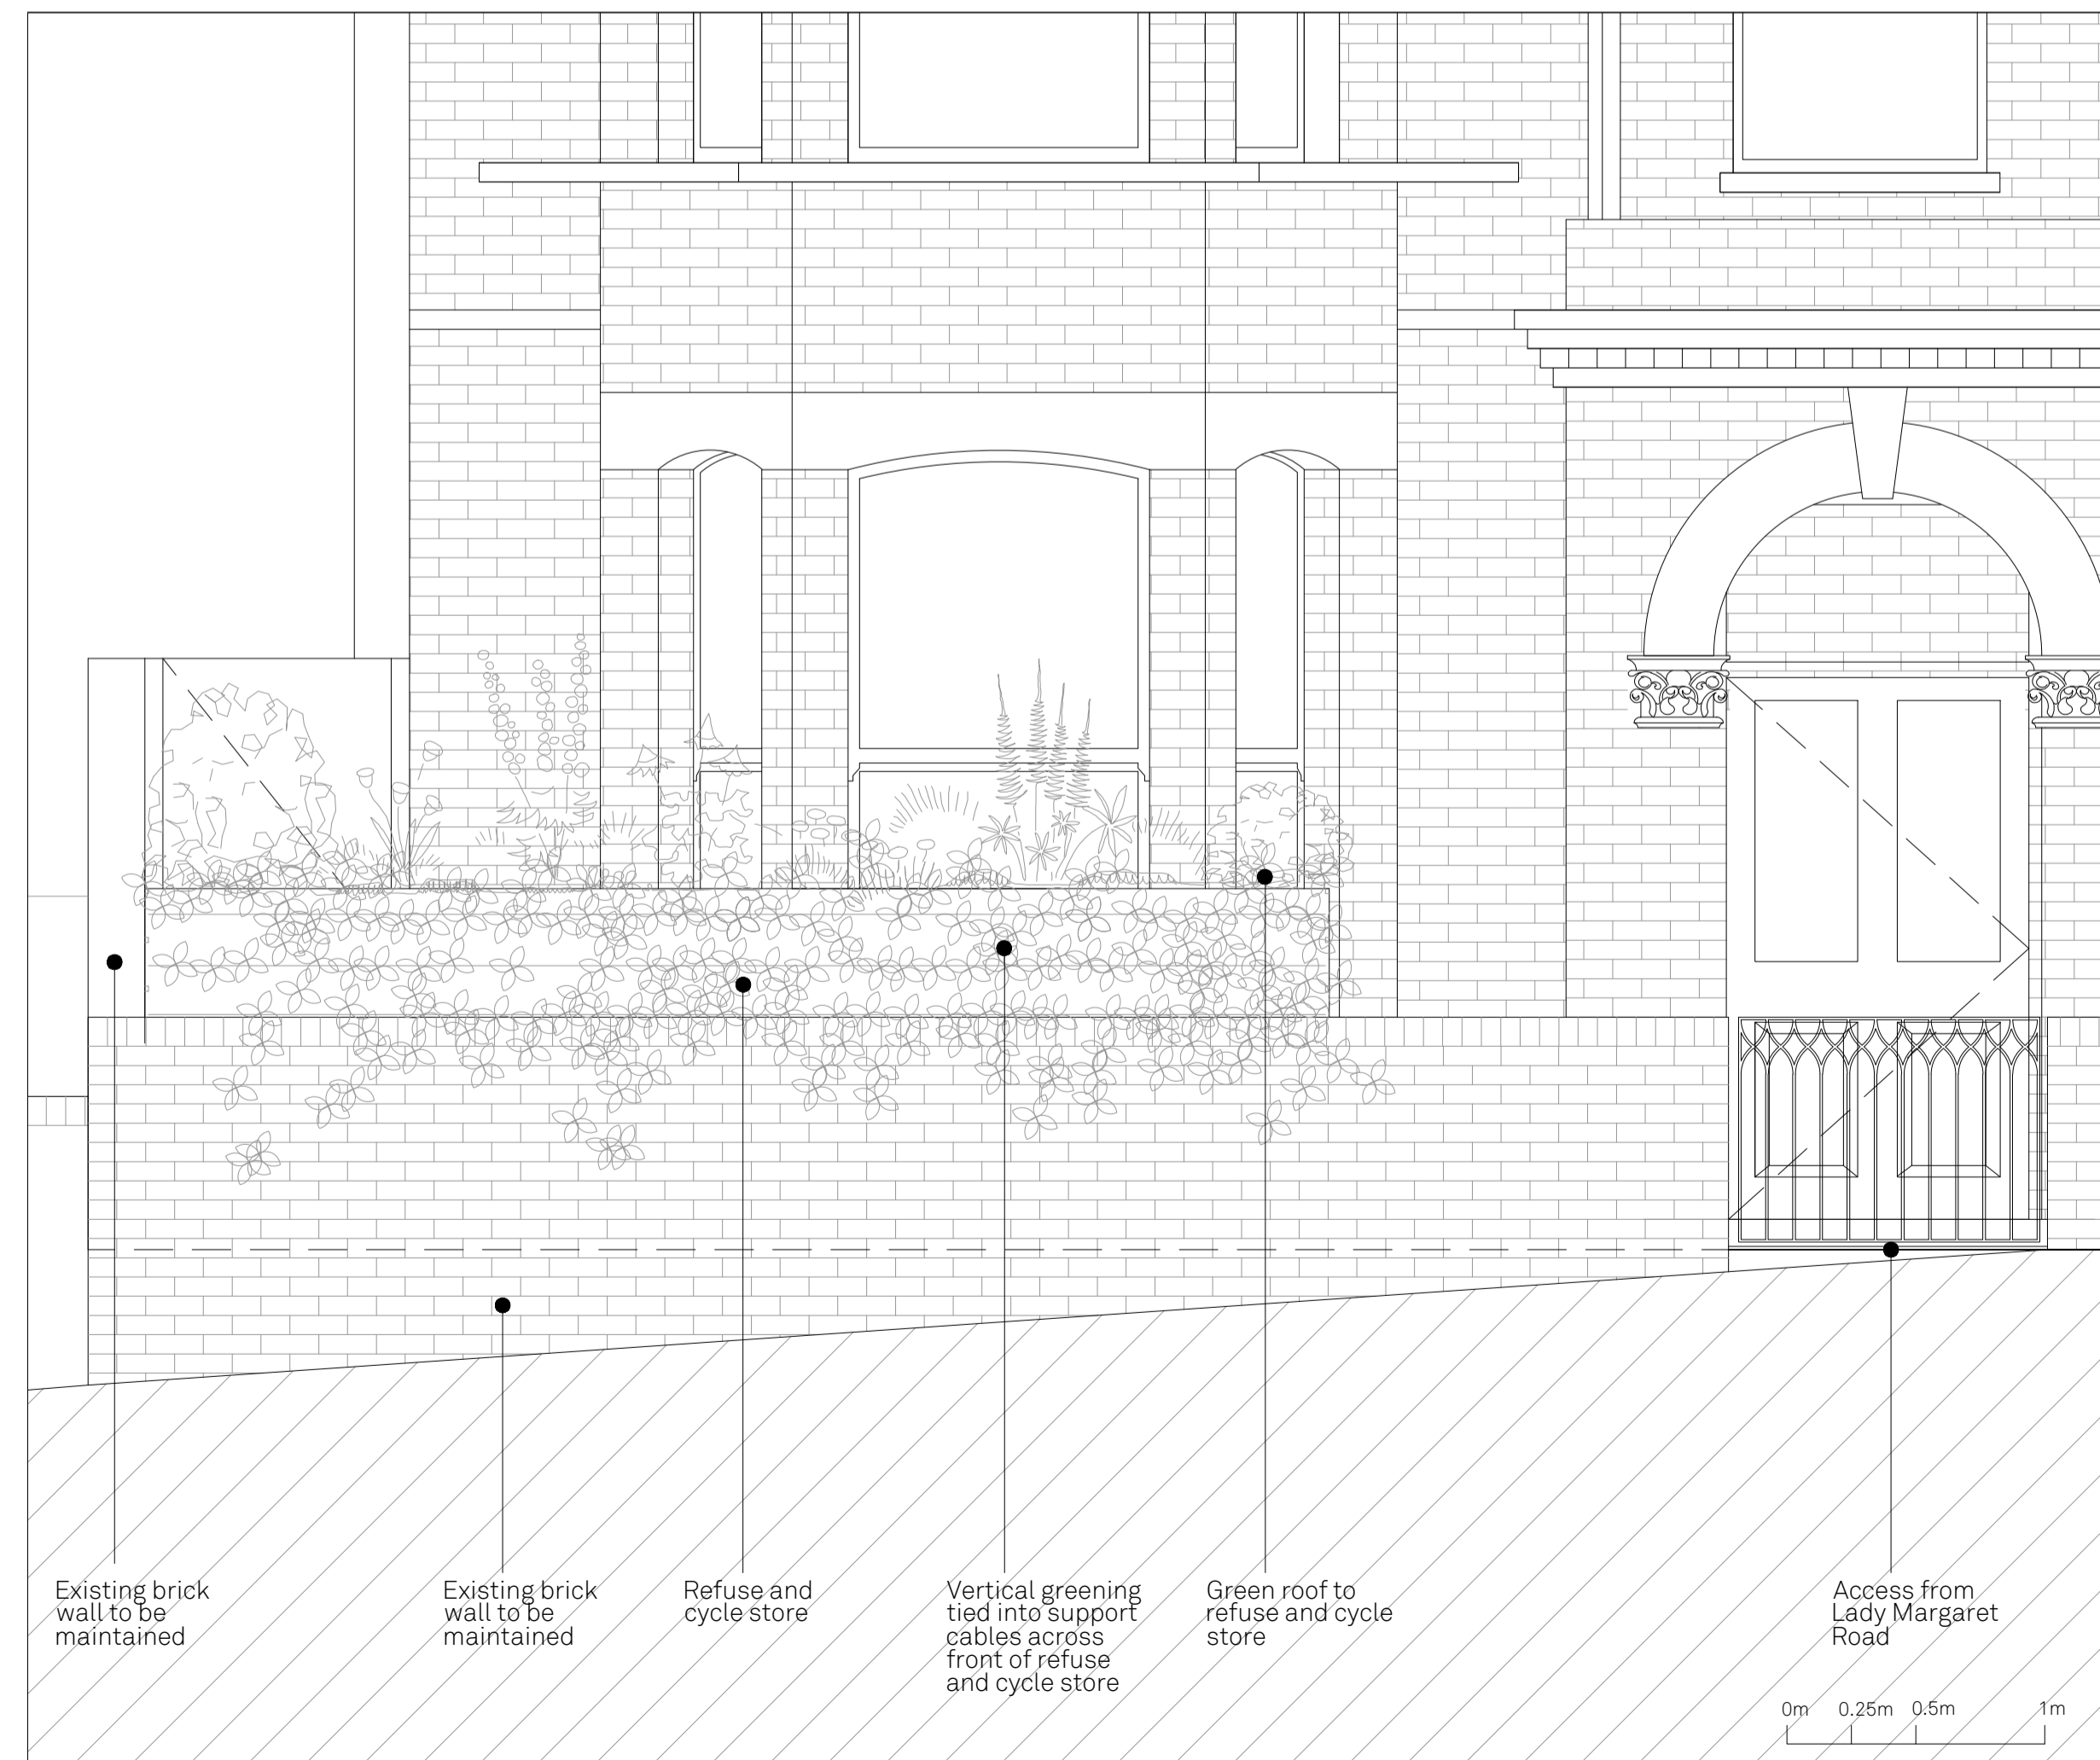 Existing brick
wall to be
maintained
Existing brick
wall to be
maintained
Refuse and
cycle store
Vertical greening
tied into support
cables across
front of refuse
and cycle store
Green roof to
refuse and cycle
store
Access from
Lady Margaret
Road
0m 0.25m 0.5m 1m